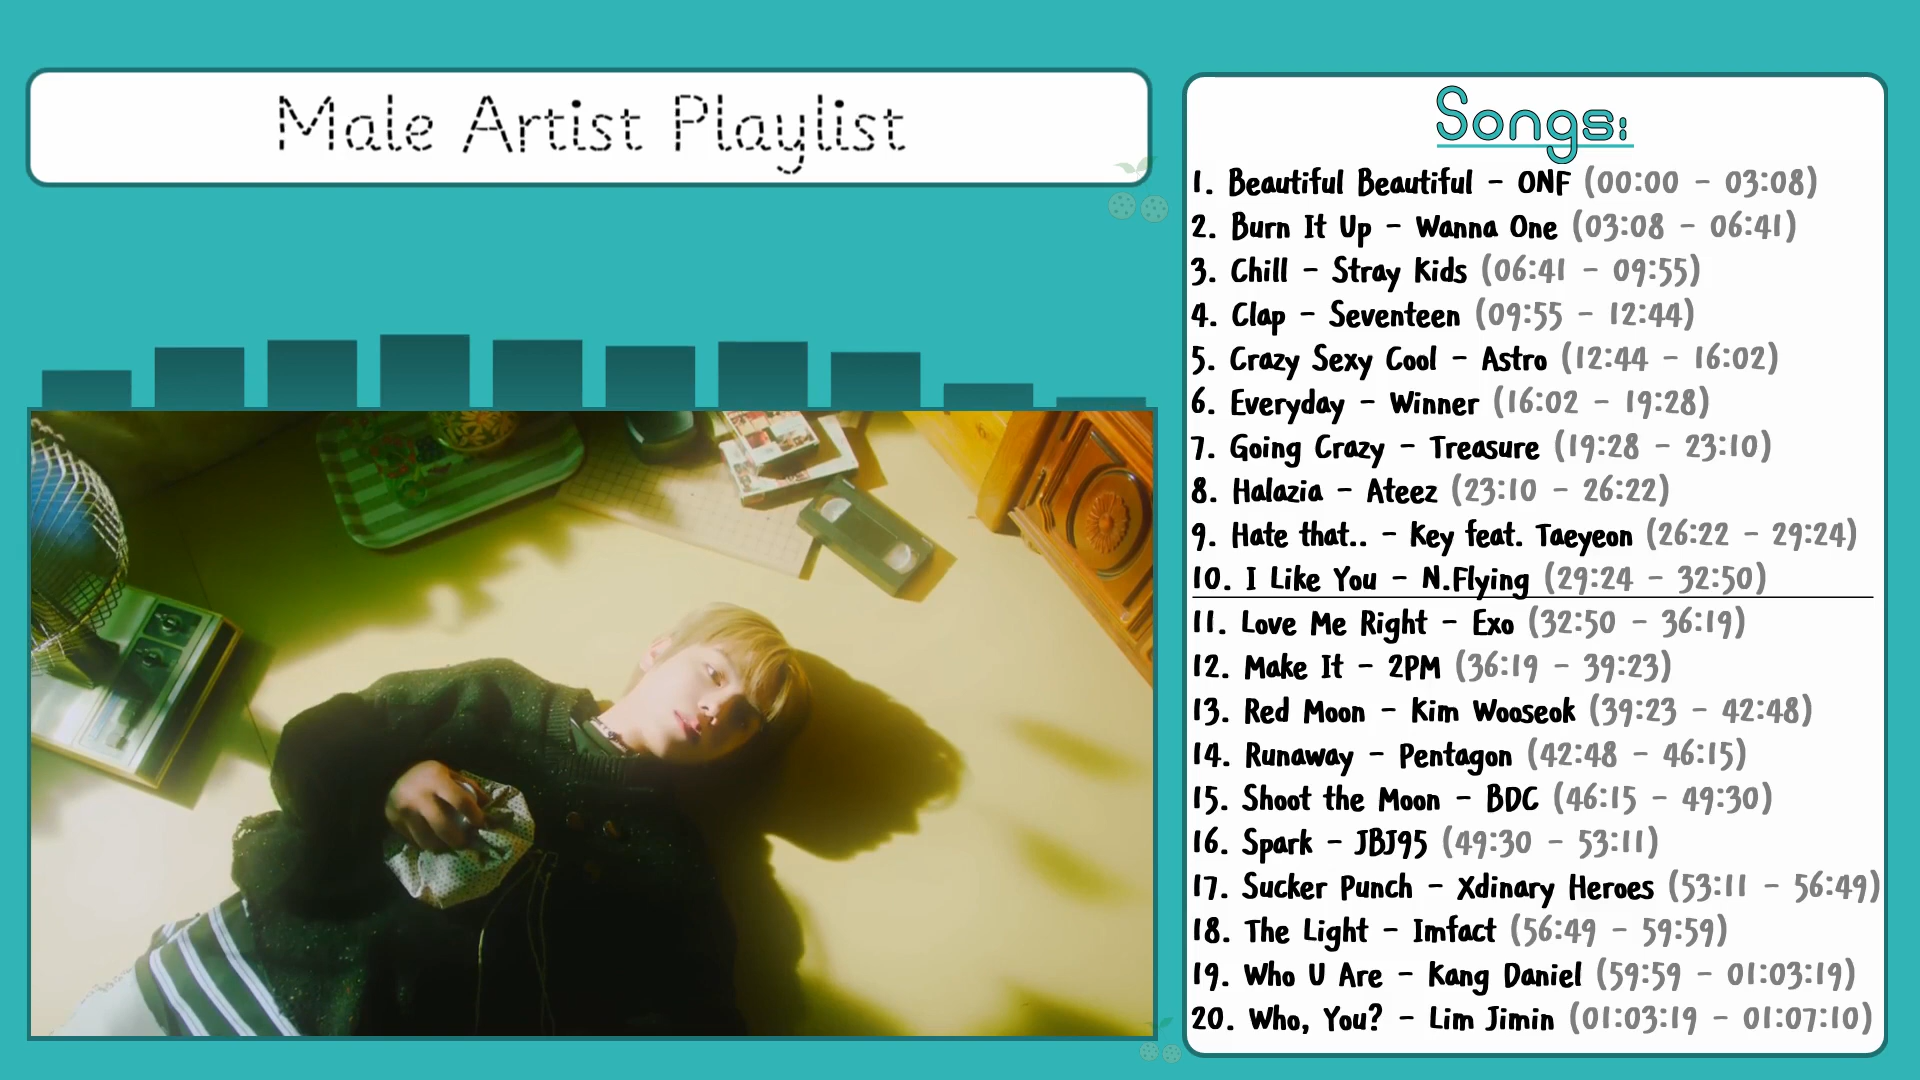 Male Artist Playlist
Songs:
1. Beautiful Beautiful - ONF (00:00 - 03:08)
2. Burn It Up - Wanna One (03:08 - 06:41)
3. Chill - Stray Kids (06:41 - 09:55)
4. Clap - Seventeen (09:55 - 12:44)
5. Crazy Sexy Cool - Astro (12:44 - 16:02)
6. Everyday - Winner (16:02 - 19:28)
7. Going Crazy - Treasure (19:28 - 23:10)
8. Halazia - Ateez (23:10 - 26:22)
9. Hate that.. - Key feat. Taeyeon (26:22 - 29:24)
10. I Like You - N.Flying (29:24 - 32:50)
11. Love Me Right - Exo (32:50 - 36:19)
12. Make It - 2PM (36:19 - 39:23)
13. Red Moon - Kim Wooseok (39:23 - 42:48)
14. Runaway - Pentagon (42:48 - 46:15)
15. Shoot the Moon - BDC (46:15 - 49:30)
16. Spark - JBJ95 (49:30 - 53:11)
17. Sucker Punch - Xdinary Heroes (53:11 - 56:49)
18. The Light - Imfact (56:49 - 59:59)
19. Who U Are - Kang Daniel (59:59 - 01:03:19)
20. Who, You? - Lim Jimin (01:03:19 - 01:07:10)